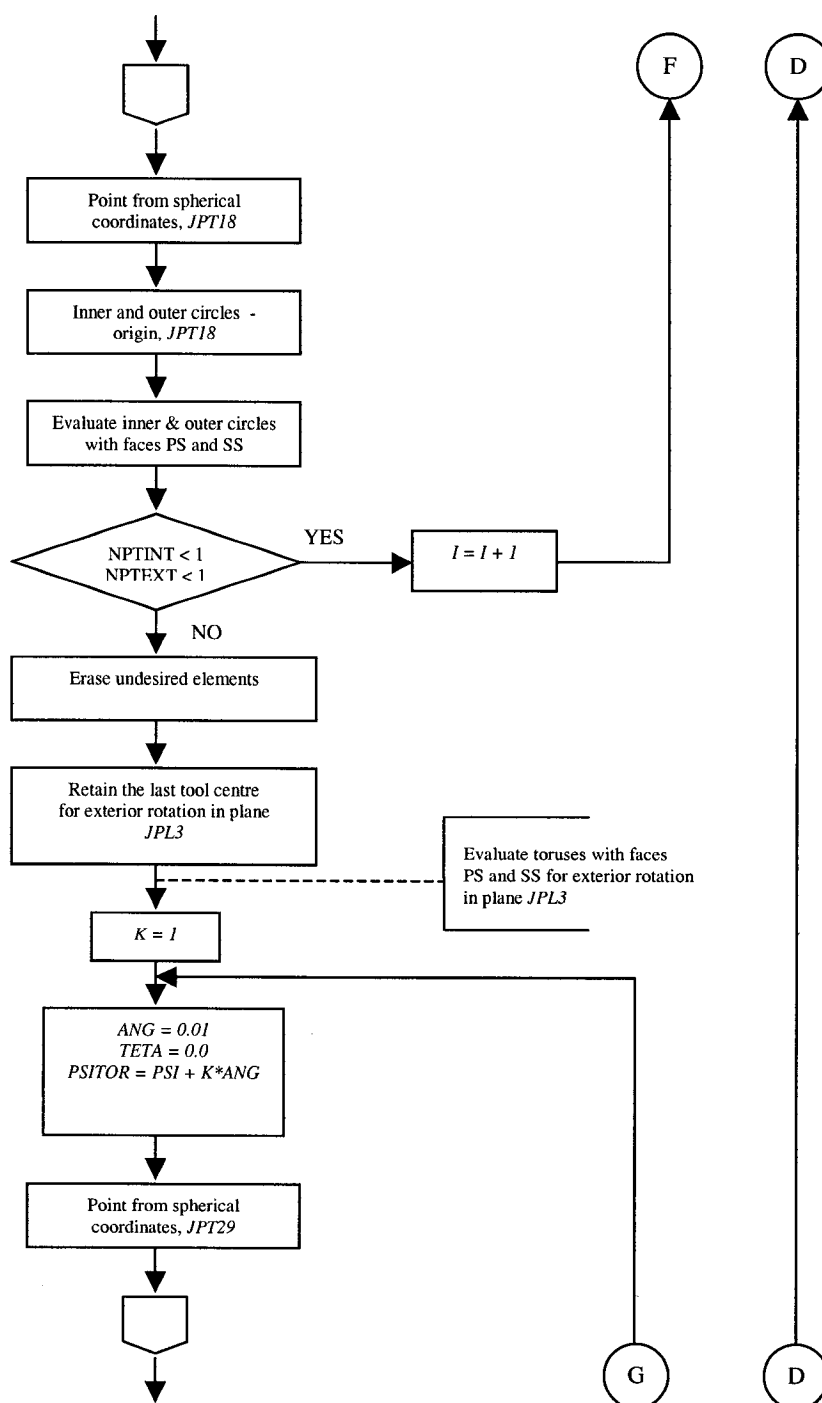 F
D
Point from spherical
coordinates, JPT18
Inner and outer circles -
origin, JPT18
Evaluate inner & outer circles
with faces PS and SS
NPTINT < 1
NPTEXT < 1
YES
I = I + 1
NO
Erase undesired elements
Retain the last tool centre
for exterior rotation in plane
JPL3
Evaluate toruses with faces
PS and SS for exterior rotation
in plane JPL3
K = 1
ANG = 0.01
TETA = 0.0
PSITOR = PSI + K*ANG
Point from spherical
coordinates, JPT29
G
D